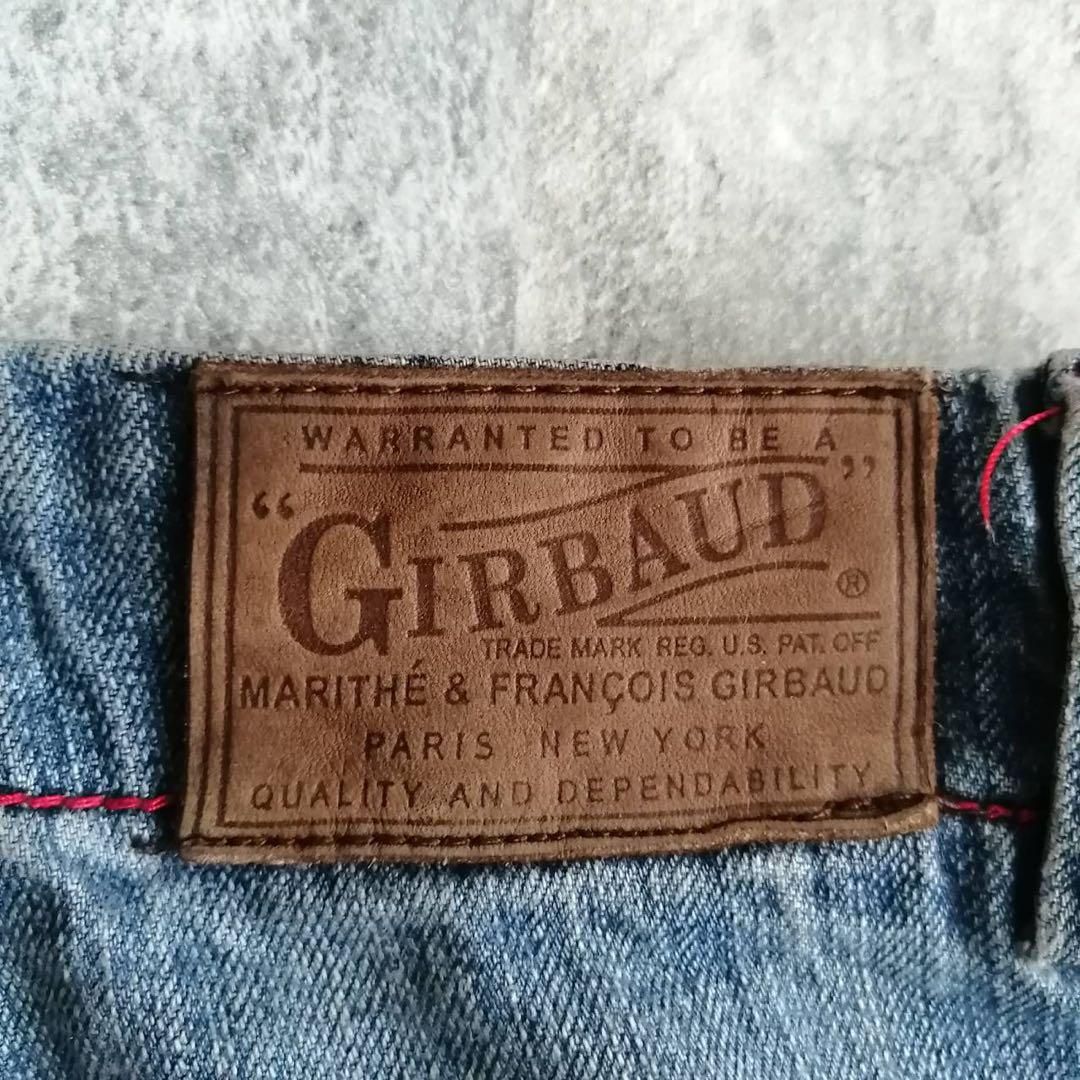 WARRANTED TO BE A
“GIRBAUD” ®
TRADE MARK REG. U.S. PAT. OFF
MARITHÉ & FRANÇOIS GIRBAUD
PARIS NEW YORK
QUALITY AND DEPENDABILITY